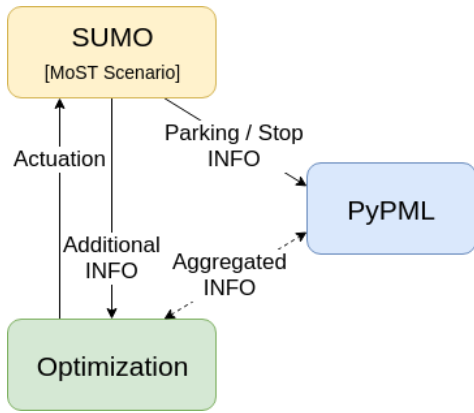 SUMO
[MoST Scenario]
Parking / Stop
INFO
Actuation
PyPML
Additional
INFO
Aggregated
INFO
Optimization